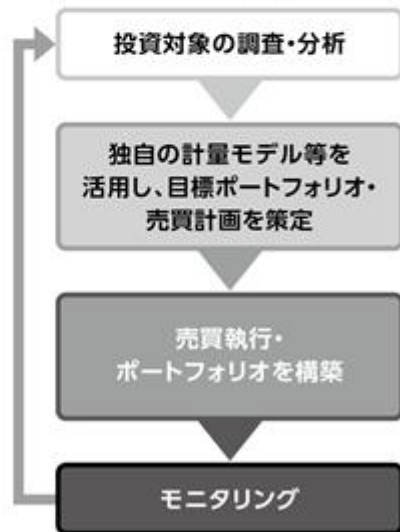 投資対象の調査・分析
独自の計量モデル等を
活用し、目標ポートフォリオ・
売買計画を策定
売買執行・
ポートフォリオを構築
モニタリング